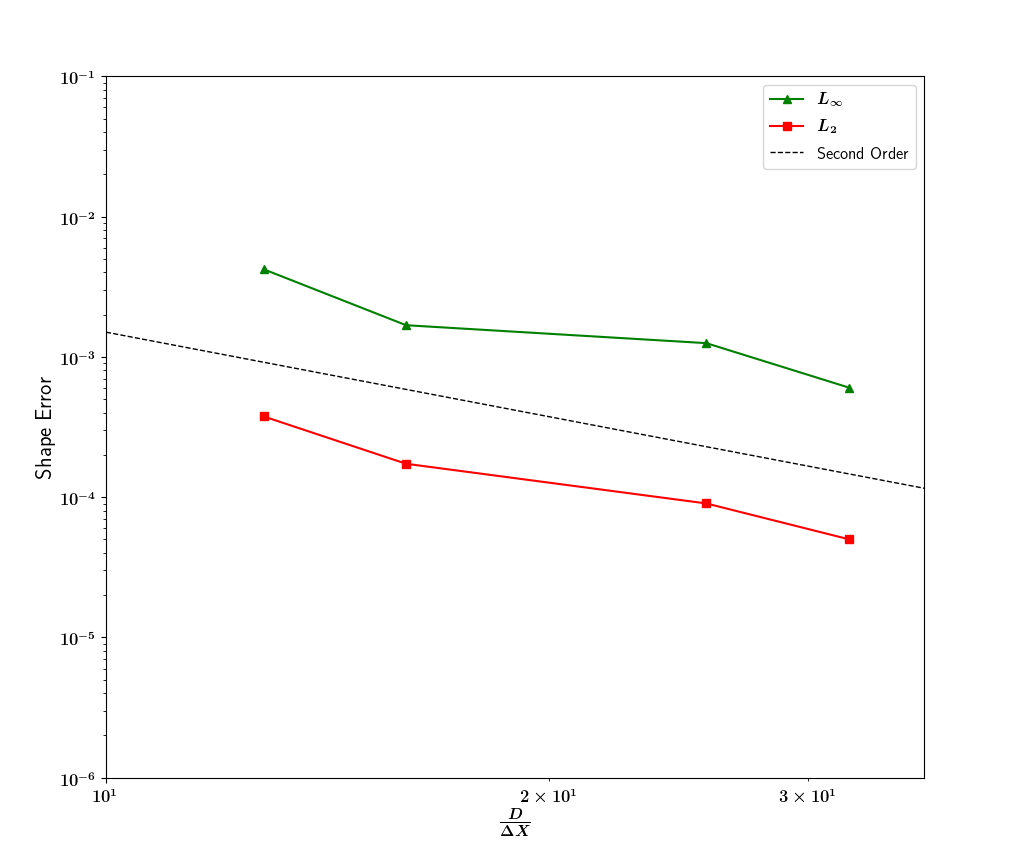 10⁻¹
10⁻²
10⁻³
10⁻⁴
10⁻⁵
10⁻⁶
Shape Error
L∞
L₂
Second Order
10¹
2 × 10¹
3 × 10¹
D
ΔX